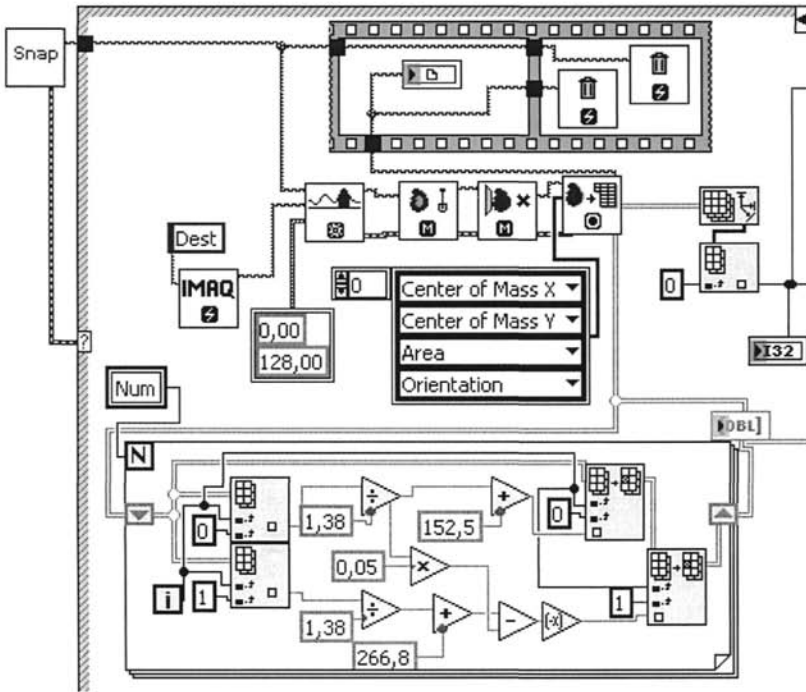 Snap
Dest
IMAQ
M
M
0,00
128,00
0
Center of Mass X
Center of Mass Y
Area
Orientation
0
I32
?
Num
DBL]
N
0
1,38
÷
+
152,5
0
0,05
×
i
1
1,38
÷
+
266,8
−
(-X)
1